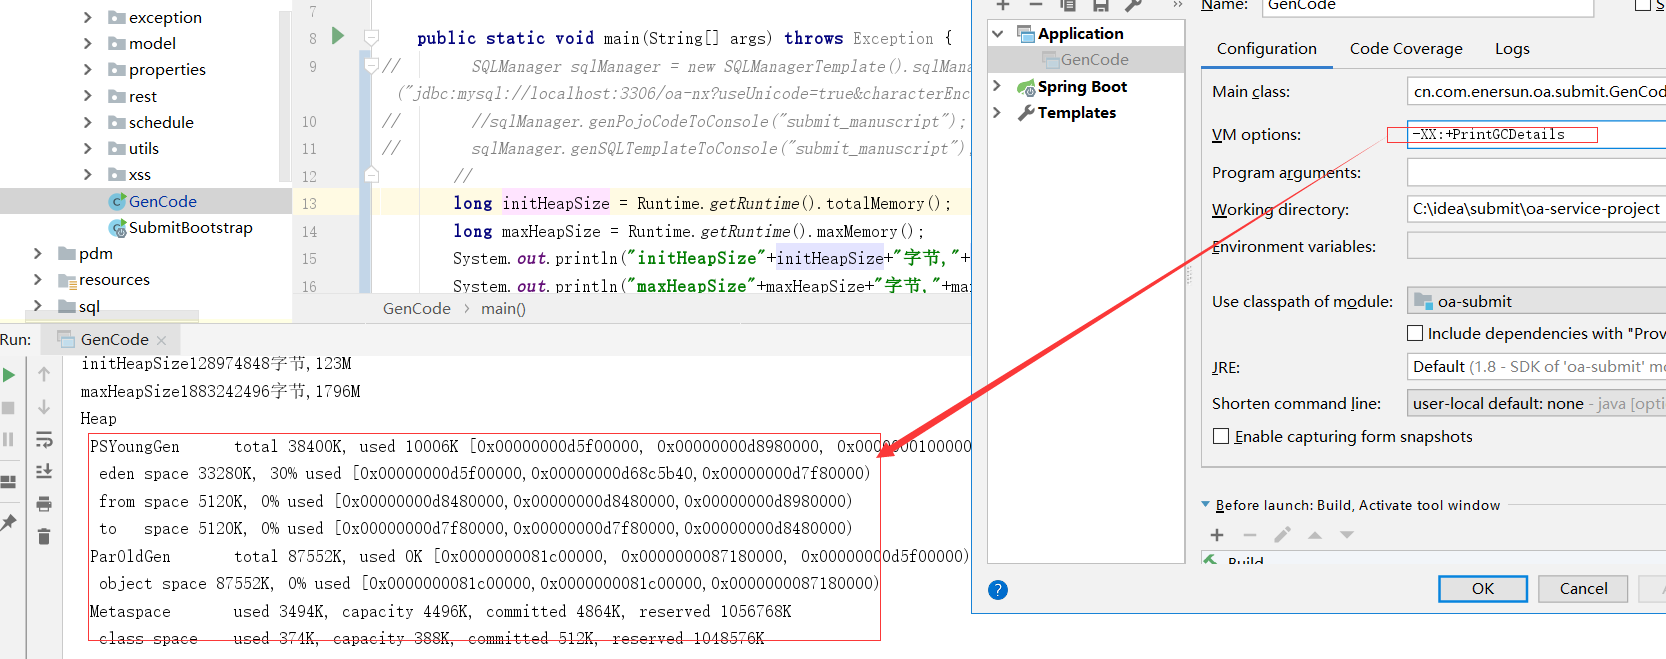 exception
model
properties
rest
schedule
utils
xss
GenCode
SubmitBootstrap
pdm
resources
sql
7
8 public static void main(String[] args) throws Exception {
9 // SQLManager sqlManager = new SQLManagerTemplate().sqlMana
("jdbc:mysql://localhost:3306/oa-nx?useUnicode=true&characterEnc
10 // //sqlManager.genPojoCodeToConsole("submit_manuscript");
11 // sqlManager.genSQLTemplateToConsole("submit_manuscript");
12 //
13 long initHeapSize = Runtime.getRuntime().totalMemory();
14 long maxHeapSize = Runtime.getRuntime().maxMemory();
15 System.out.println("initHeapSize"+initHeapSize+"字节,"+
16 System.out.println("maxHeapSize"+maxHeapSize+"字节,"+ma
GenCode > main()
Run: GenCode ×
initHeapSize128974848字节,123M
maxHeapSize1883242496字节,1796M
Heap
PSYoungGen total 38400K, used 10006K [0x00000000d5f00000, 0x00000000d8980000, 0x0000000100000
eden space 33280K, 30% used [0x00000000d5f00000,0x00000000d68c5b40,0x00000000d7f80000)
from space 5120K, 0% used [0x00000000d8480000,0x00000000d8480000,0x00000000d8980000)
to space 5120K, 0% used [0x00000000d7f80000,0x00000000d7f80000,0x00000000d8480000)
ParOldGen total 87552K, used 0K [0x0000000081c00000, 0x0000000087180000, 0x00000000d5f00000)
object space 87552K, 0% used [0x0000000081c00000,0x0000000081c00000,0x0000000087180000)
Metaspace used 3494K, capacity 4496K, committed 4864K, reserved 1056768K
class space used 374K, capacity 388K, committed 512K, reserved 1048576K
Application
GenCode
Spring Boot
Templates
Name: GenCode
Configuration Code Coverage Logs
Main class: cn.com.enersun.oa.submit.GenCod
VM options: -XX:+PrintGCDetails
Program arguments:
Working directory: C:\idea\submit\oa-service-project
Environment variables:
Use classpath of module: oa-submit
Include dependencies with "Prov
JRE: Default (1.8 - SDK of 'oa-submit' mo
Shorten command line: user-local default: none - java [opti
Enable capturing form snapshots
Before launch: Build, Activate tool window
Build
? OK Cancel